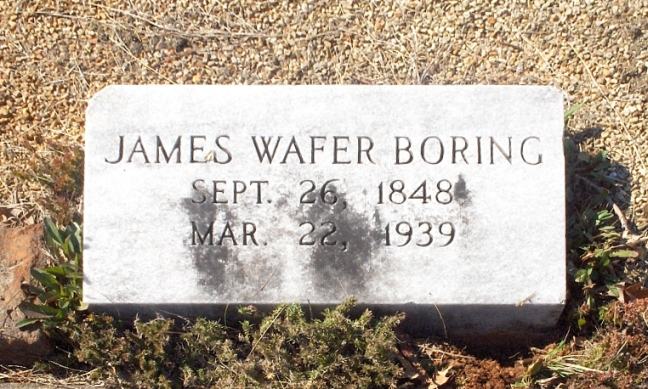 JAMES WAFER BORING
SEPT. 26, 1848
MAR. 22, 1939